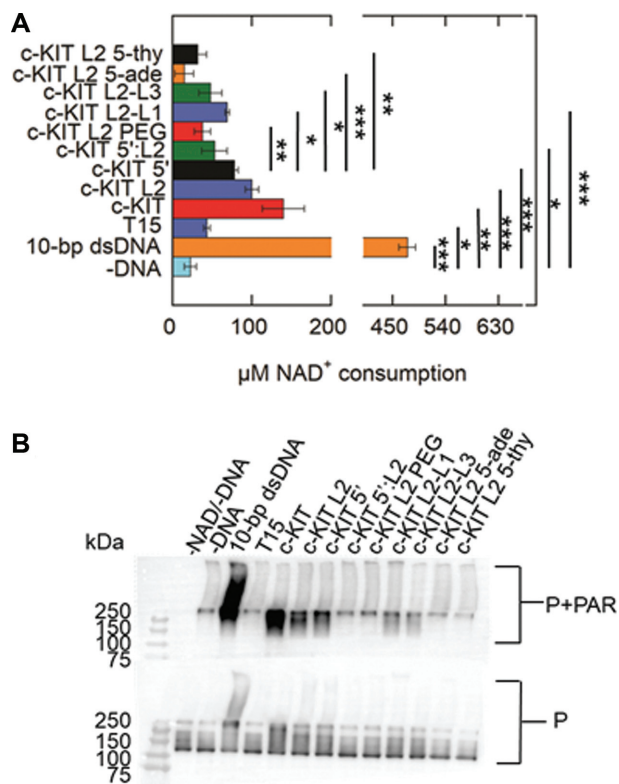 A
c-KIT L2 5-thy
c-KIT L2 5-ade
c-KIT L2-L3
c-KIT L2-L1
c-KIT L2 PEG
c-KIT 5':L2
c-KIT 5'
c-KIT L2
c-KIT
T15
10-bp dsDNA
-DNA
** * * *** **
*** * ** *** *** * ***
0 100 200 450 540 630
µM NAD+ consumption
B
-NAD/-DNA
-DNA
10-bp dsDNA
T15
c-KIT
c-KIT L2
c-KIT 5'
c-KIT 5':L2
c-KIT L2 PEG
c-KIT L2-L1
c-KIT L2-L3
c-KIT L2 5-ade
c-KIT L2 5-thy
kDa
250
150
100
75
P+PAR
250
150
100
75
P